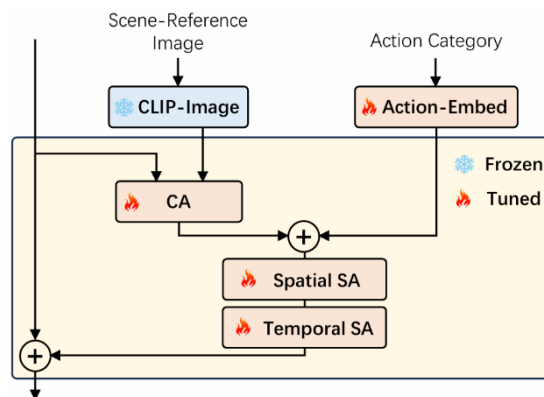 Scene-Reference
Image
Action Category
CLIP-Image
Action-Embed
Frozen
Tuned
CA
Spatial SA
Temporal SA